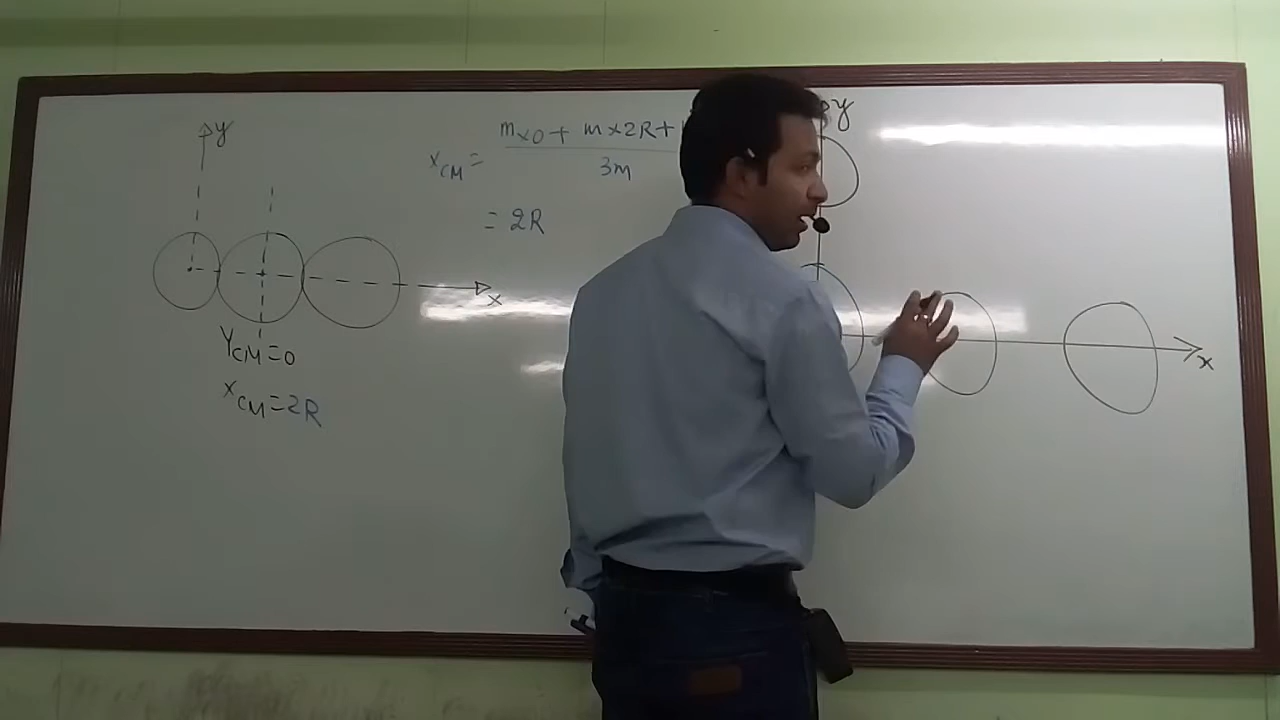 y
x
Y_CM = 0
x_CM = 2R
x_CM = (m×0 + m×2R +
3m
= 2R
y
x